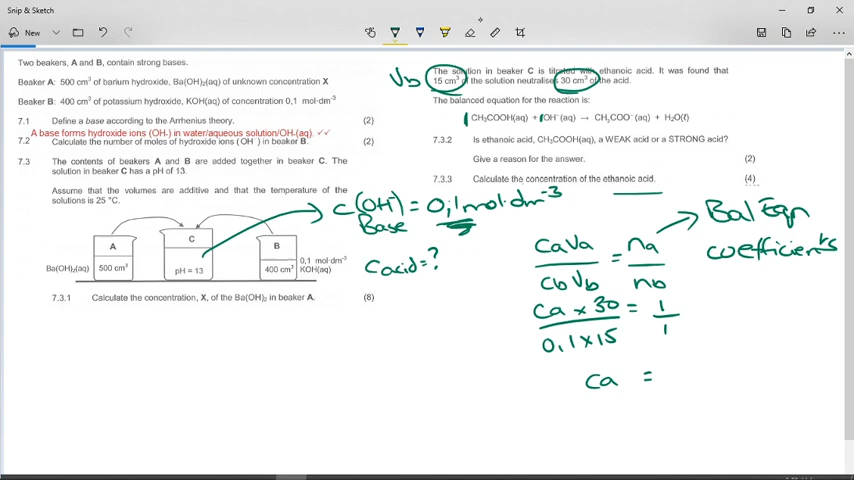 Snip & Sketch
New
Two beakers, A and B, contain strong bases.
Beaker A: 500 cm³ of barium hydroxide, Ba(OH)₂(aq) of unknown concentration X
Beaker B: 400 cm³ of potassium hydroxide, KOH(aq) of concentration 0,1 mol·dm⁻³
7.1 Define a base according to the Arrhenius theory. (2)
A base forms hydroxide ions (OH-) in water/aqueous solution/OH-(aq). ✓✓
7.2 Calculate the number of moles of hydroxide ions (OH⁻) in beaker B. (2)
7.3 The contents of beakers A and B are added together in beaker C. The
solution in beaker C has a pH of 13.
Assume that the volumes are additive and that the temperature of
the solutions is 25 °C.
A
C
B
Ba(OH)₂(aq)
500 cm³
pH = 13
400 cm³
0,1 mol·dm⁻³
KOH(aq)
7.3.1 Calculate the concentration, X, of the Ba(OH)₂ in beaker A. (8)
Vb
The solution in beaker C is titrated with ethanoic acid. It was found that
15 cm³ of the solution neutralises 30 cm³ of the acid.
The balanced equation for the reaction is:
1 CH₃COOH(aq) + 1 OH⁻(aq) → CH₃COO⁻(aq) + H₂O(ℓ)
7.3.2 Is ethanoic acid, CH₃COOH(aq), a WEAK acid or a STRONG acid?
Give a reason for the answer. (2)
7.3.3 Calculate the concentration of the ethanoic acid. (4)
c(OH⁻) = 0,1mol·dm⁻³
Base
Cacid = ?
CaVa / CbVb = na / nb
Bal Eqn
coefficients
Ca × 30 / 0,1×15 = 1 / 1
Ca =